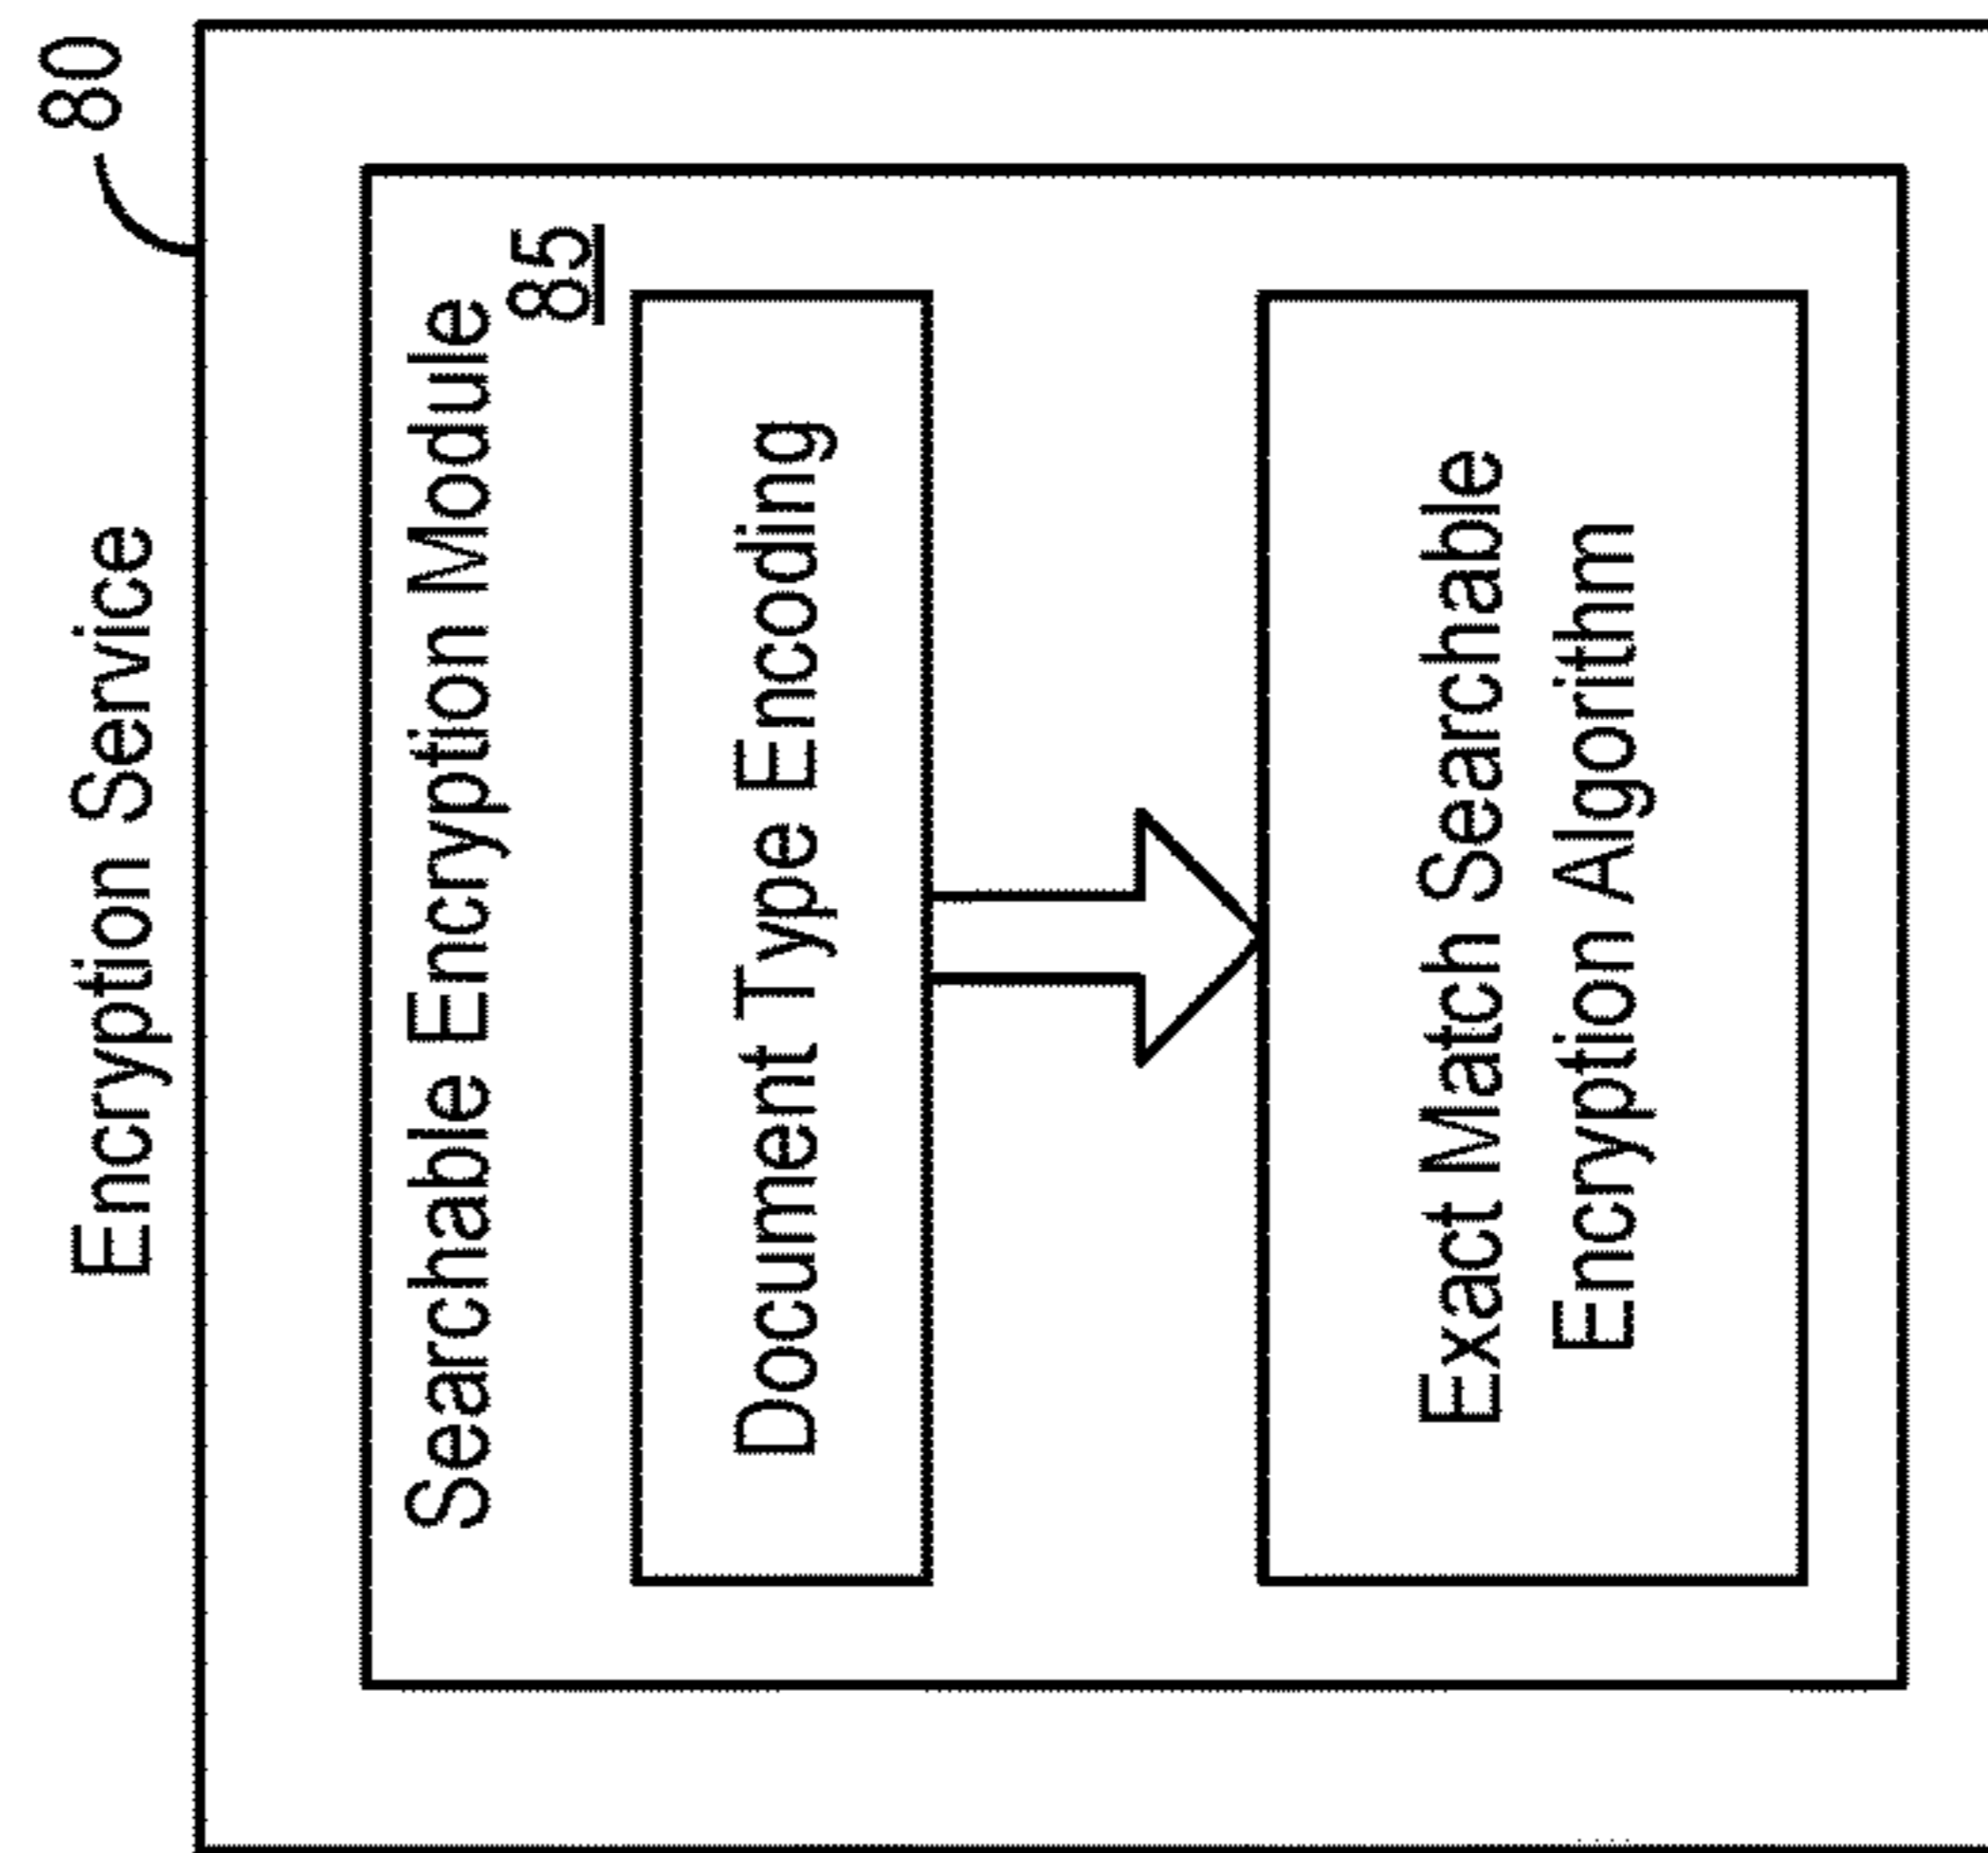 Encryption Service
80
Searchable Encryption Module
85
Document Type Encoding
Exact Match Searchable
Encryption Algorithm